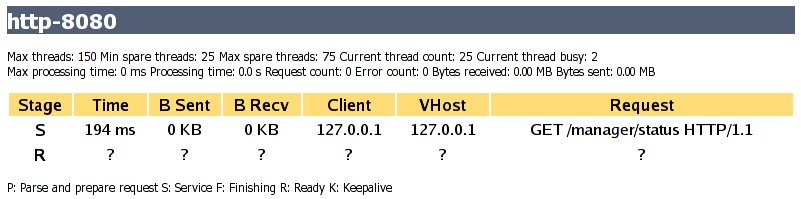 http-8080
Max threads: 150 Min spare threads: 25 Max spare threads: 75 Current thread count: 25 Current thread busy: 2
Max processing time: 0 ms Processing time: 0.0 s Request count: 0 Error count: 0 Bytes received: 0.00 MB Bytes sent: 0.00 MB
Stage Time B Sent B Recv Client VHost Request
S 194 ms 0 KB 0 KB 127.0.0.1 127.0.0.1 GET /manager/status HTTP/1.1
R ? ? ? ? ? ?
P: Parse and prepare request S: Service F: Finishing R: Ready K: Keepalive